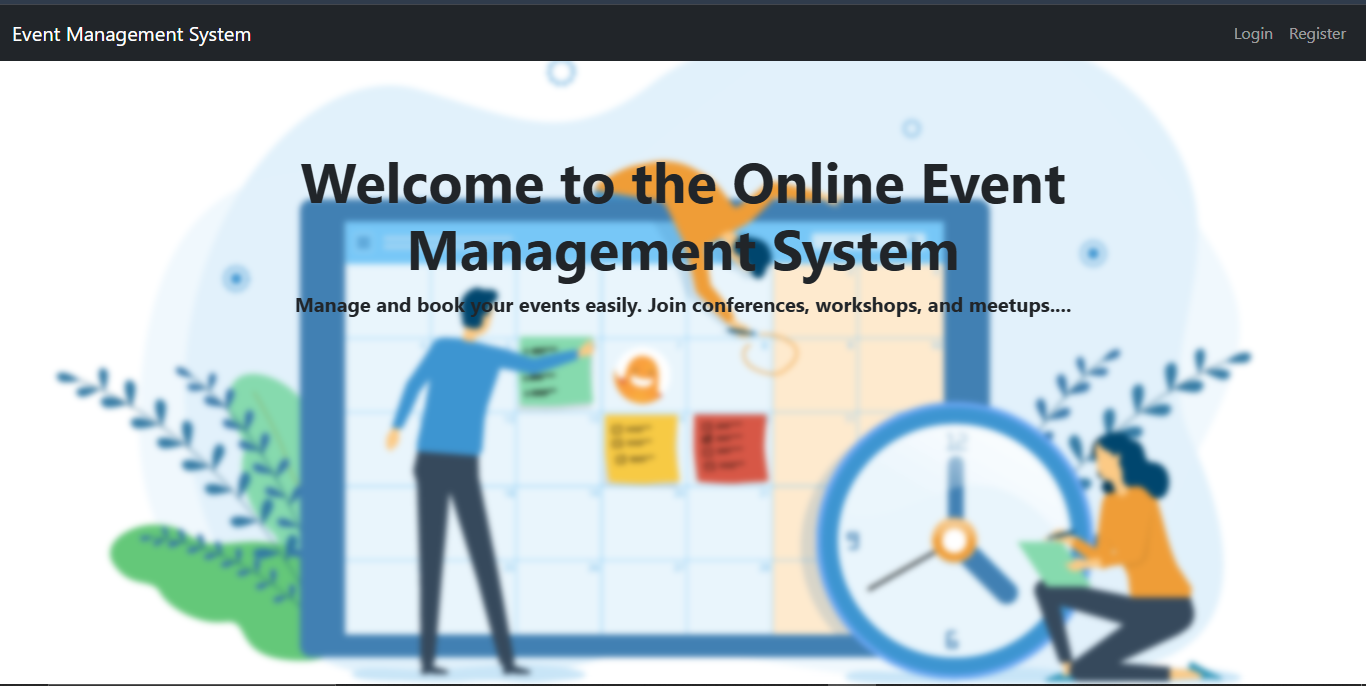 Event Management System
Login Register
Welcome to the Online Event
Management System
Manage and book your events easily. Join conferences, workshops, and meetups....